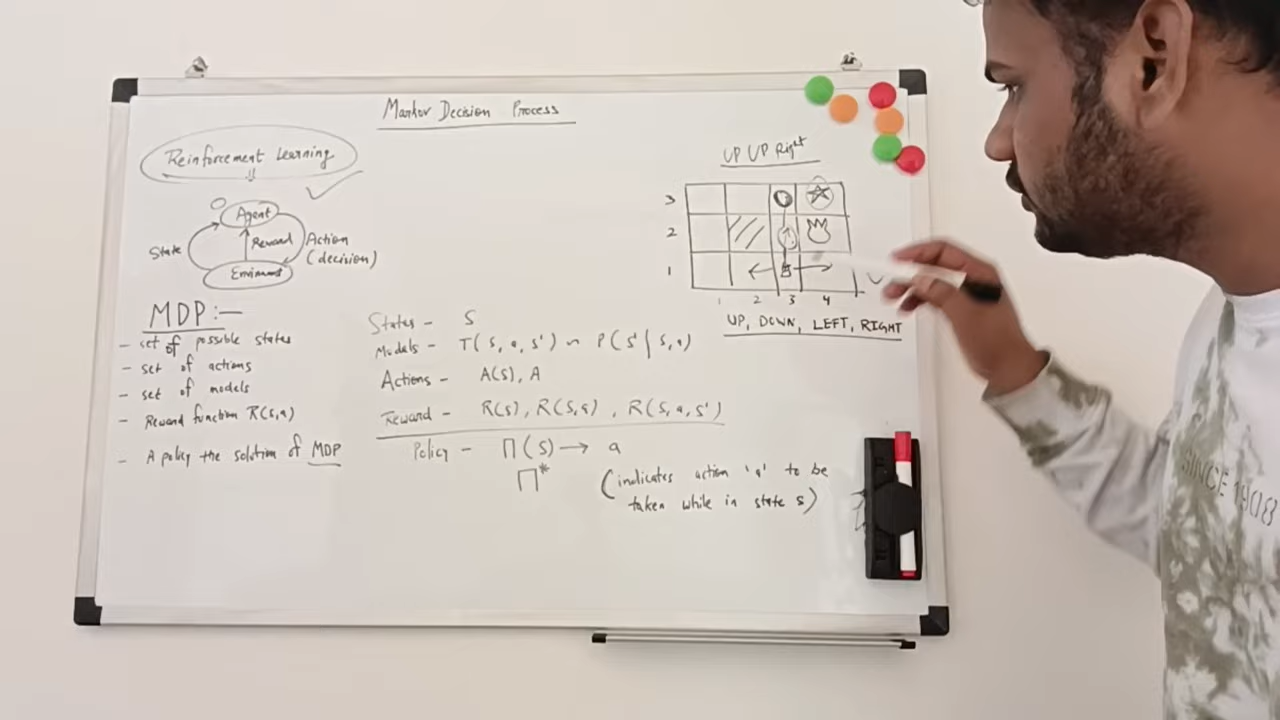 Markov Decision Process
Reinforcement Learning
Agent
State
Reward
Action
(decision)
MDP:-
- set of possible states
- set of actions
- set of models
- Reward function R(s,a)
- A policy the solution of MDP
States - S
Models - T(s, a, s') ~ P(s' | s, a)
Actions - A(s), A
Reward - R(s), R(s,a), R(s, a, s')
Policy - Π(s) → a
Π*
(indicates action 'a' to be
taken while in state s)
UP UP Right
3
2
1
1 2 3 4
UP, DOWN, LEFT, RIGHT
SINCE 1908